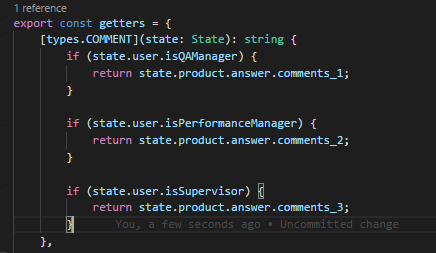 1 reference
export const getters = {
    [types.COMMENT](state: State): string {
        if (state.user.isQAManager) {
            return state.product.answer.comments_1;
        }

        if (state.user.isPerformanceManager) {
            return state.product.answer.comments_2;
        }

        if (state.user.isSupervisor) {
            return state.product.answer.comments_3;
        }    You, a few seconds ago • Uncommitted change
    },